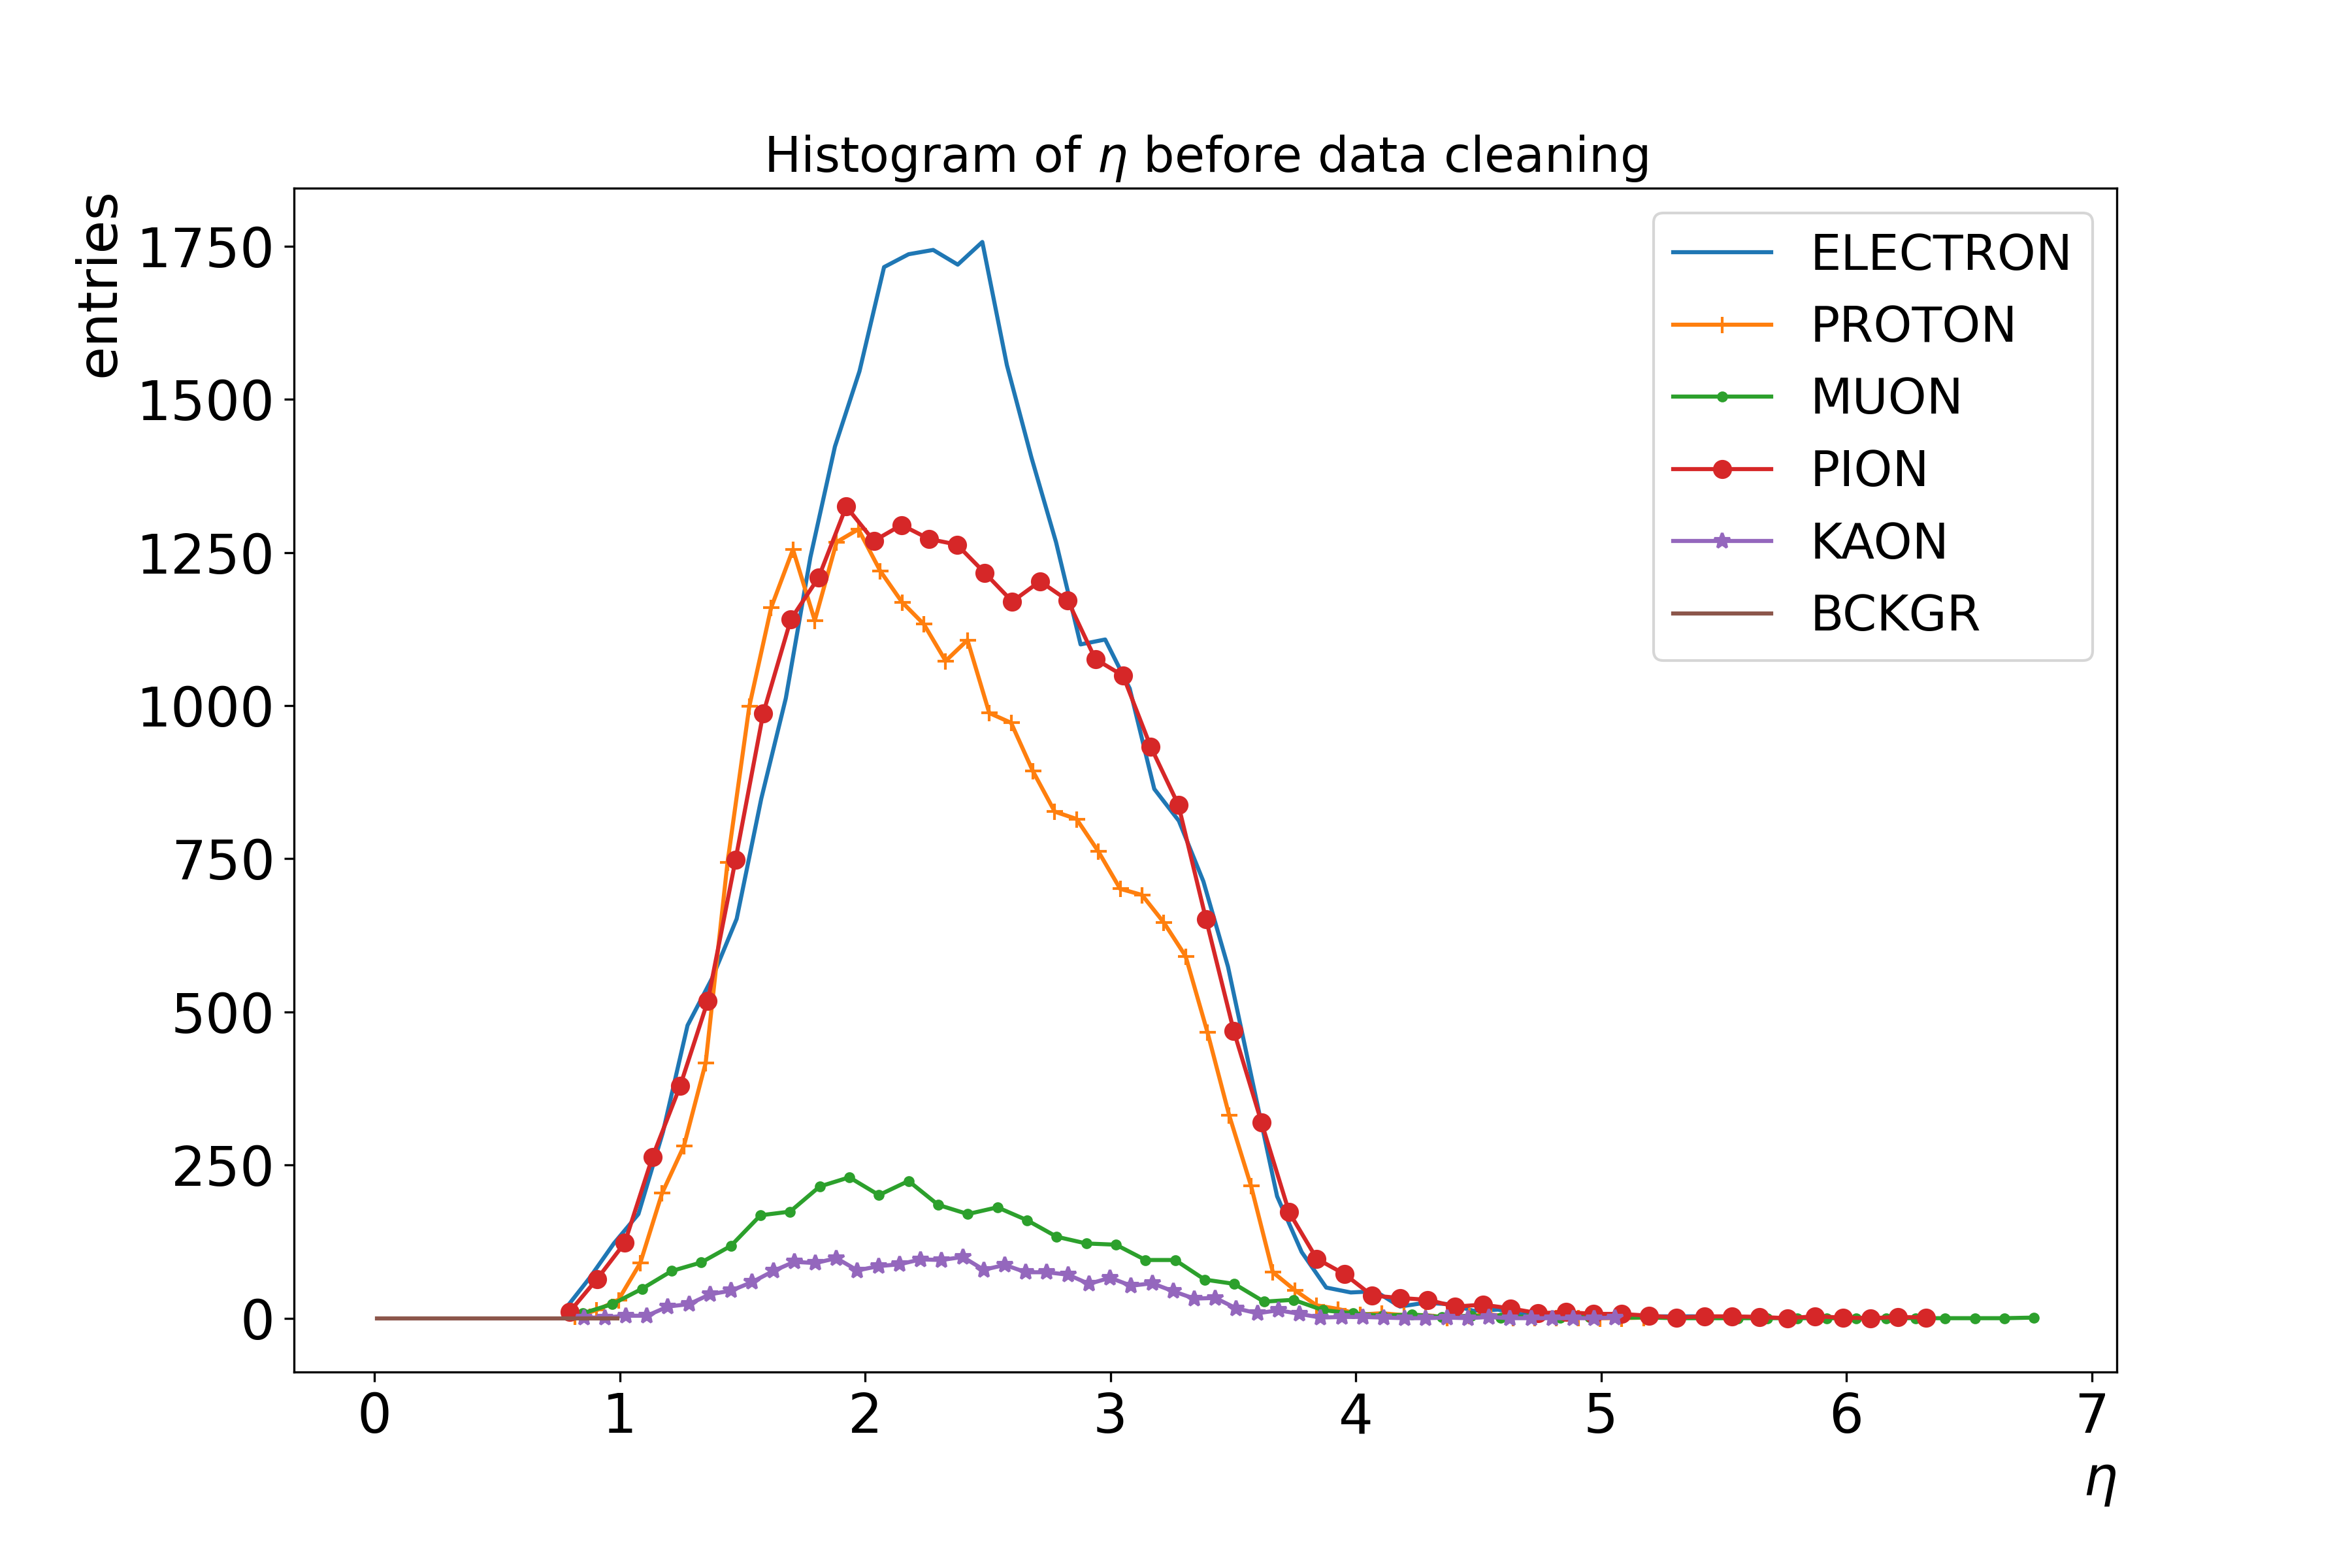 Histogram of η before data cleaning
entries
1750
1500
1250
1000
750
500
250
0
0 1 2 3 4 5 6 7
η
ELECTRON
PROTON
MUON
PION
KAON
BCKGR